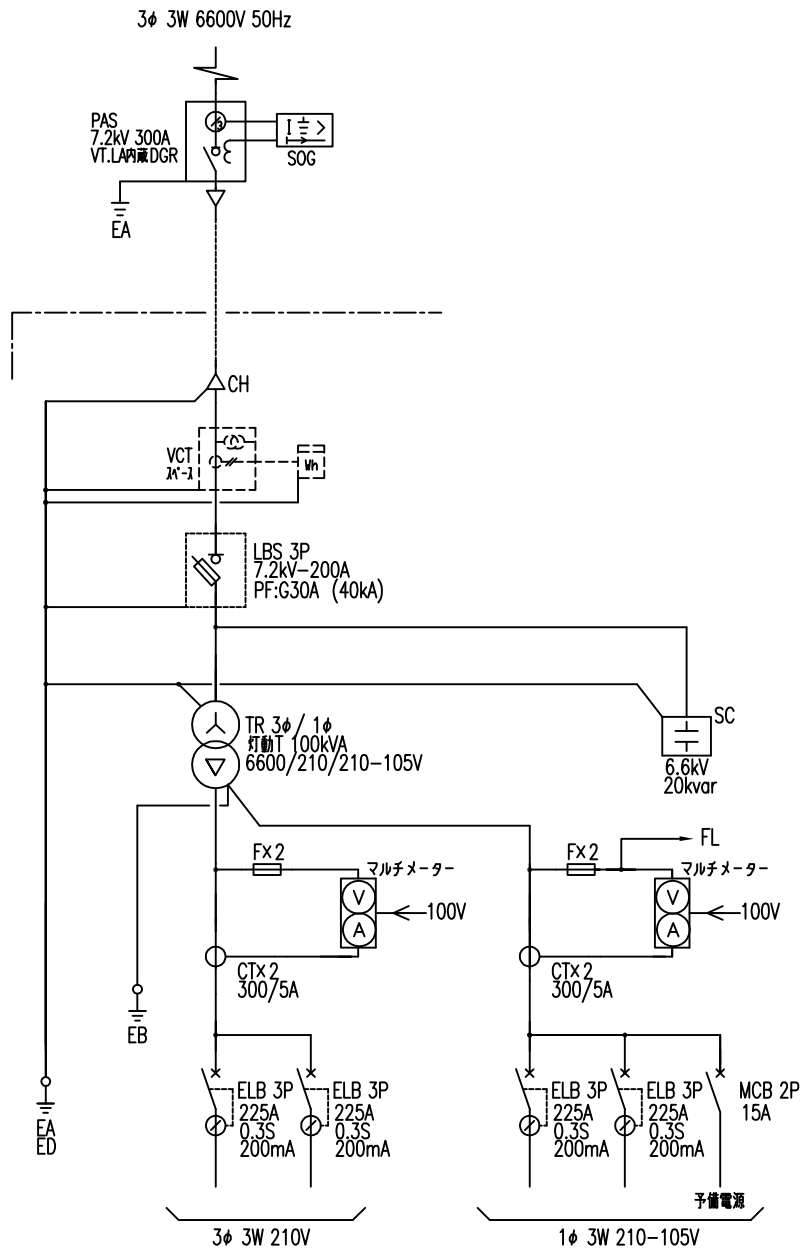 3φ 3W 6600V 50Hz
PAS
7.2kV 300A
VT.LA内蔵DGR
3
I
SOG
EA
CH
VCT
スペース
Wh
LBS 3P
7.2kV-200A
PF:G30A (40kA)
TR 3φ/1φ
灯動T 100kVA
6600/210/210-105V
SC
6.6kV
20kvar
F×2
マルチメーター
V
A
100V
CT×2
300/5A
FL
F×2
マルチメーター
V
A
100V
CT×2
300/5A
EB
EA
ED
ELB 3P
225A
0.3S
200mA
ELB 3P
225A
0.3S
200mA
ELB 3P
225A
0.3S
200mA
ELB 3P
225A
0.3S
200mA
MCB 2P
15A
予備電源
3φ 3W 210V
1φ 3W 210-105V